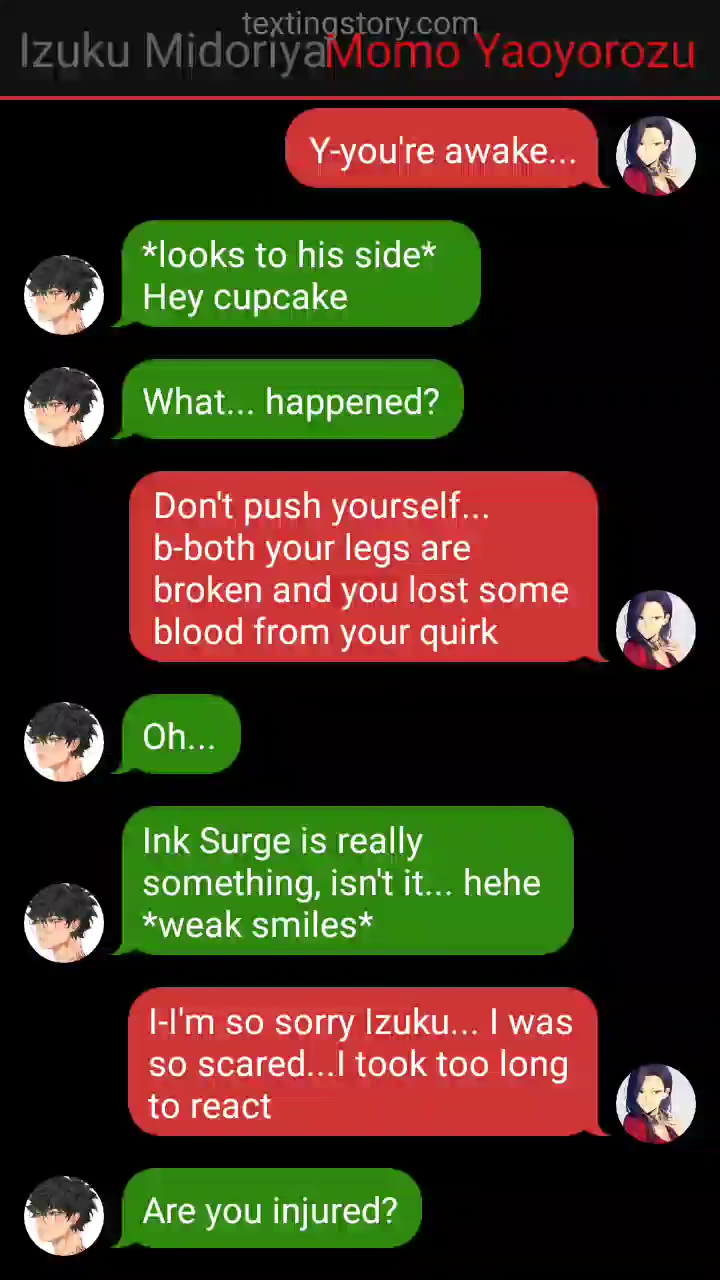 textingstory.com
Izuku Midoriya Momo Yaoyorozu
Y-you're awake...
*looks to his side*
Hey cupcake
What... happened?
Don't push yourself...
b-both your legs are
broken and you lost some
blood from your quirk
Oh...
Ink Surge is really
something, isn't it... hehe
*weak smiles*
I-I'm so sorry Izuku... I was
so scared...I took too long
to react
Are you injured?